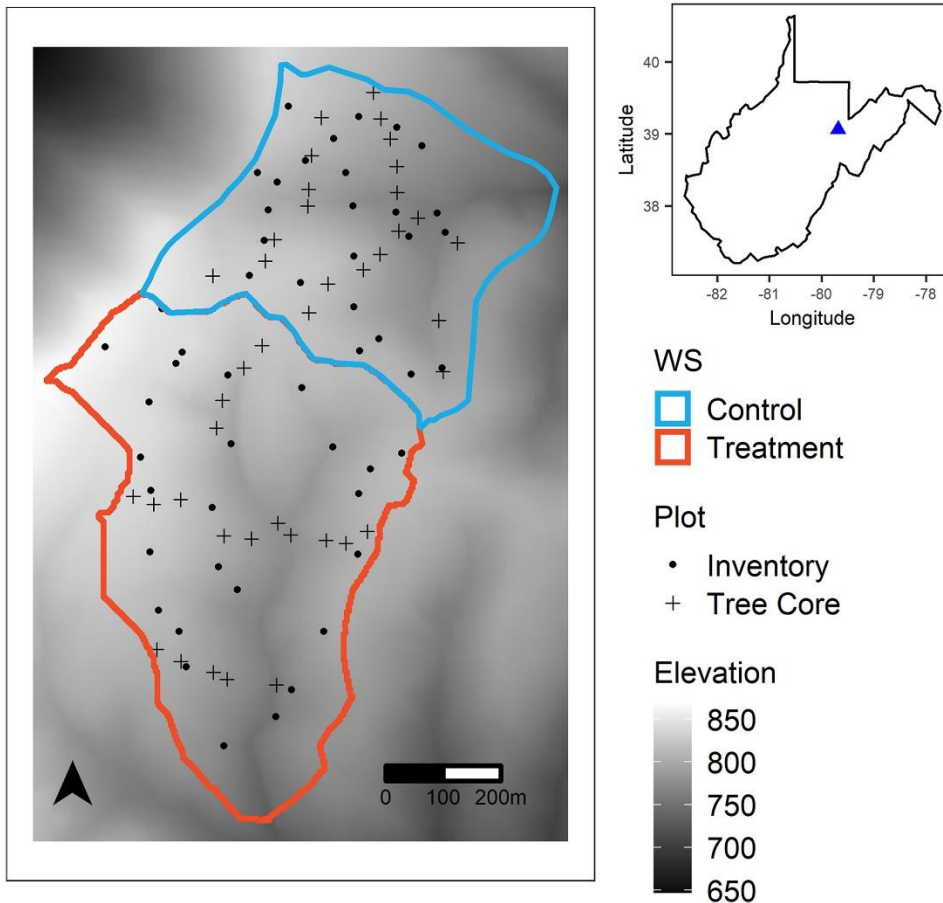 0 100 200m
40
39
38
Latitude
-82 -81 -80 -79 -78
Longitude
WS
Control
Treatment
Plot
Inventory
Tree Core
Elevation
850
800
750
700
650